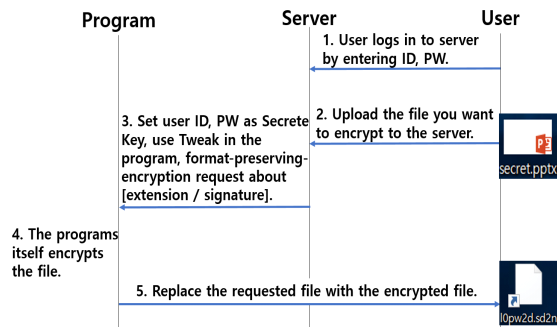 Program
Server
User
1. User logs in to server
by entering ID, PW.
2. Upload the file you want
to encrypt to the server.
secret.pptx
3. Set user ID, PW as Secrete
Key, use Tweak in the
program, format-preserving-
encryption request about
[extension / signature].
4. The programs
itself encrypts
the file.
5. Replace the requested file with the encrypted file.
l0pw2d.sd2n